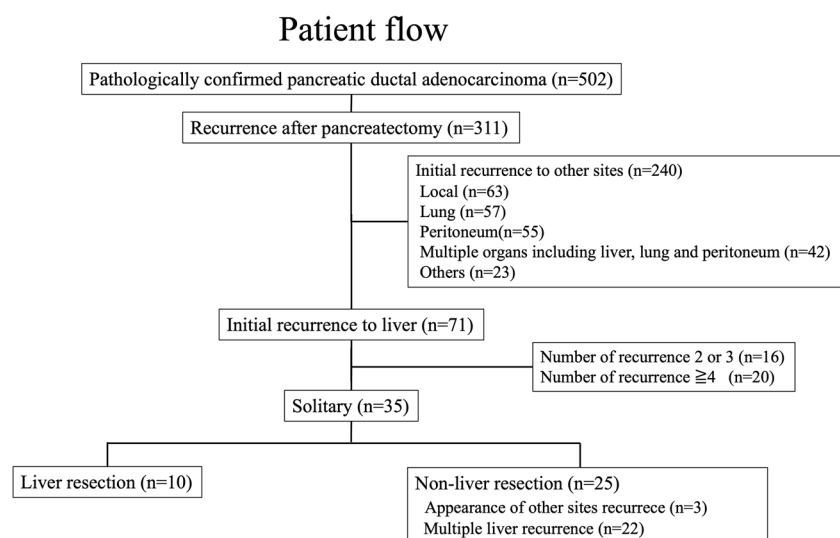 Patient flow
Pathologically confirmed pancreatic ductal adenocarcinoma (n=502)
Recurrence after pancreatectomy (n=311)
Initial recurrence to other sites (n=240)
Local (n=63)
Lung (n=57)
Peritoneum(n=55)
Multiple organs including liver, lung and peritoneum (n=42)
Others (n=23)
Initial recurrence to liver (n=71)
Number of recurrence 2 or 3 (n=16)
Number of recurrence ≧4 (n=20)
Solitary (n=35)
Liver resection (n=10)
Non-liver resection (n=25)
Appearance of other sites recurrece (n=3)
Multiple liver recurrence (n=22)